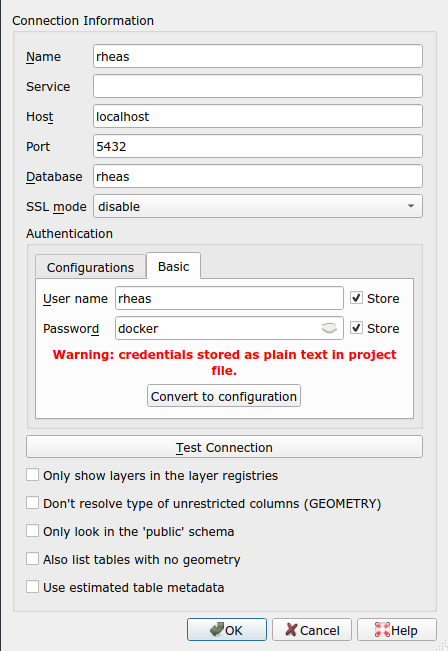 Connection Information
Name rheas
Service
Host localhost
Port 5432
Database rheas
SSL mode disable
Authentication
Configurations Basic
User name rheas Store
Password docker Store
Warning: credentials stored as plain text in project
file.
Convert to configuration
Test Connection
Only show layers in the layer registries
Don't resolve type of unrestricted columns (GEOMETRY)
Only look in the 'public' schema
Also list tables with no geometry
Use estimated table metadata
OK Cancel Help